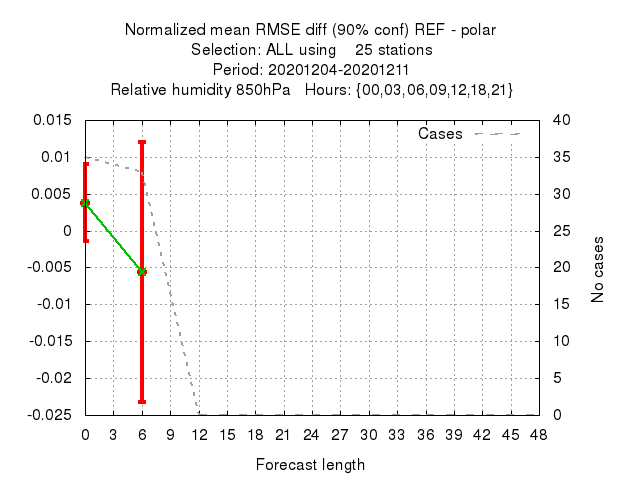 Normalized mean RMSE diff (90% conf) REF - polar
Selection: ALL using 25 stations
Period: 20201204-20201211
Relative humidity 850hPa Hours: {00,03,06,09,12,18,21}
Cases
0.015
0.01
0.005
0
-0.005
-0.01
-0.015
-0.02
-0.025
40
35
30
25
20
15
10
5
0
No cases
0 3 6 9 12 15 18 21 24 27 30 33 36 39 42 45 48
Forecast length